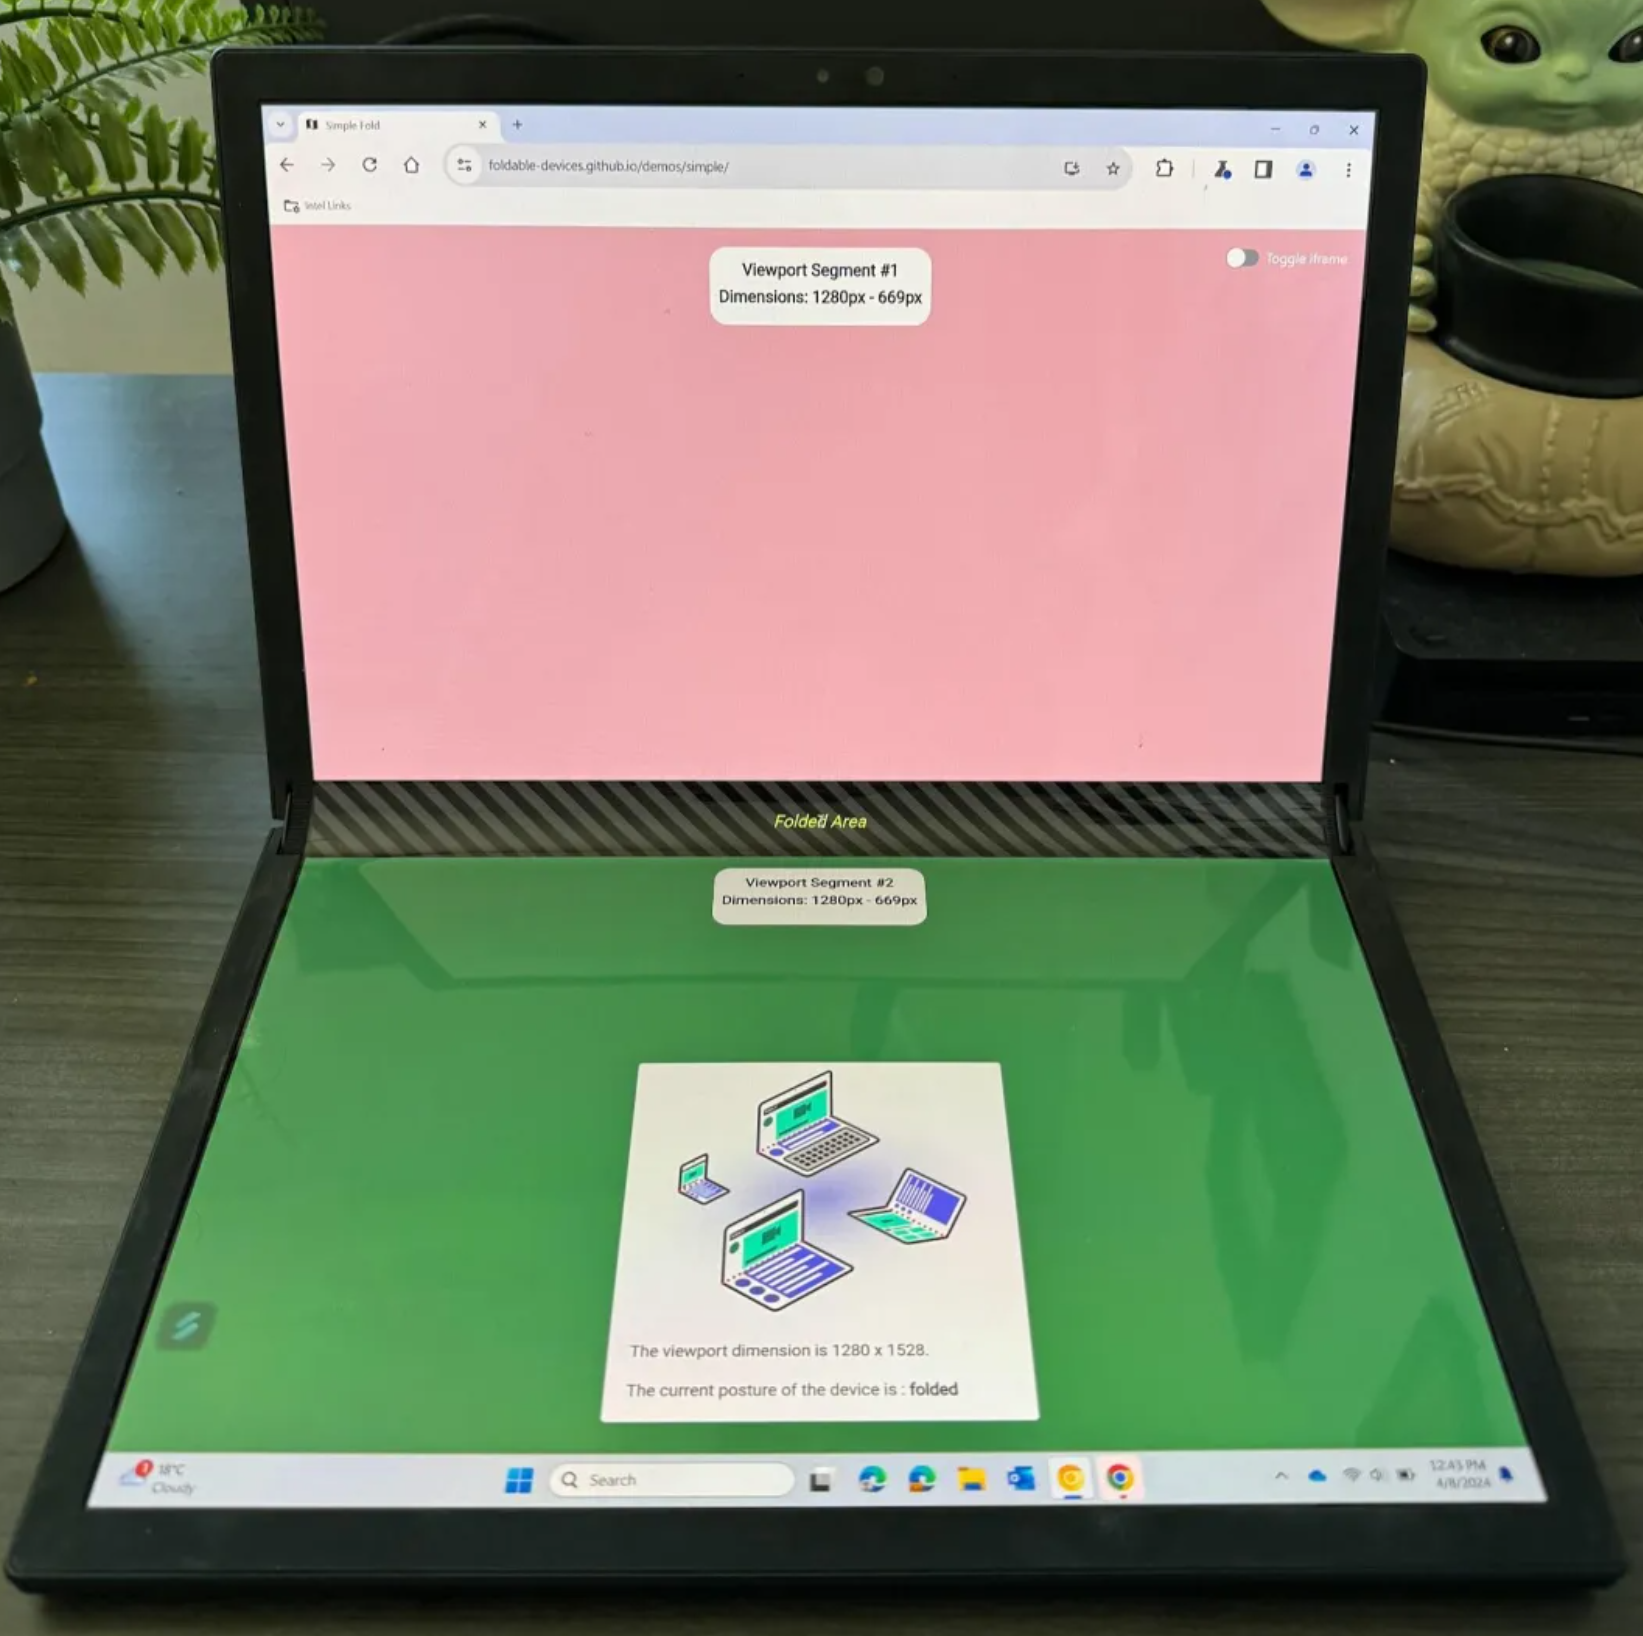 Simple Fold
foldable-devices.github.io/demos/simple/
Intel Links
Viewport Segment #1
Dimensions: 1280px - 669px
Toggle iframe
Folded Area
Viewport Segment #2
Dimensions: 1280px - 669px
The viewport dimension is 1280 x 1528.
The current posture of the device is : folded
18°C
Cloudy
Search
12:43 PM
4/8/2024